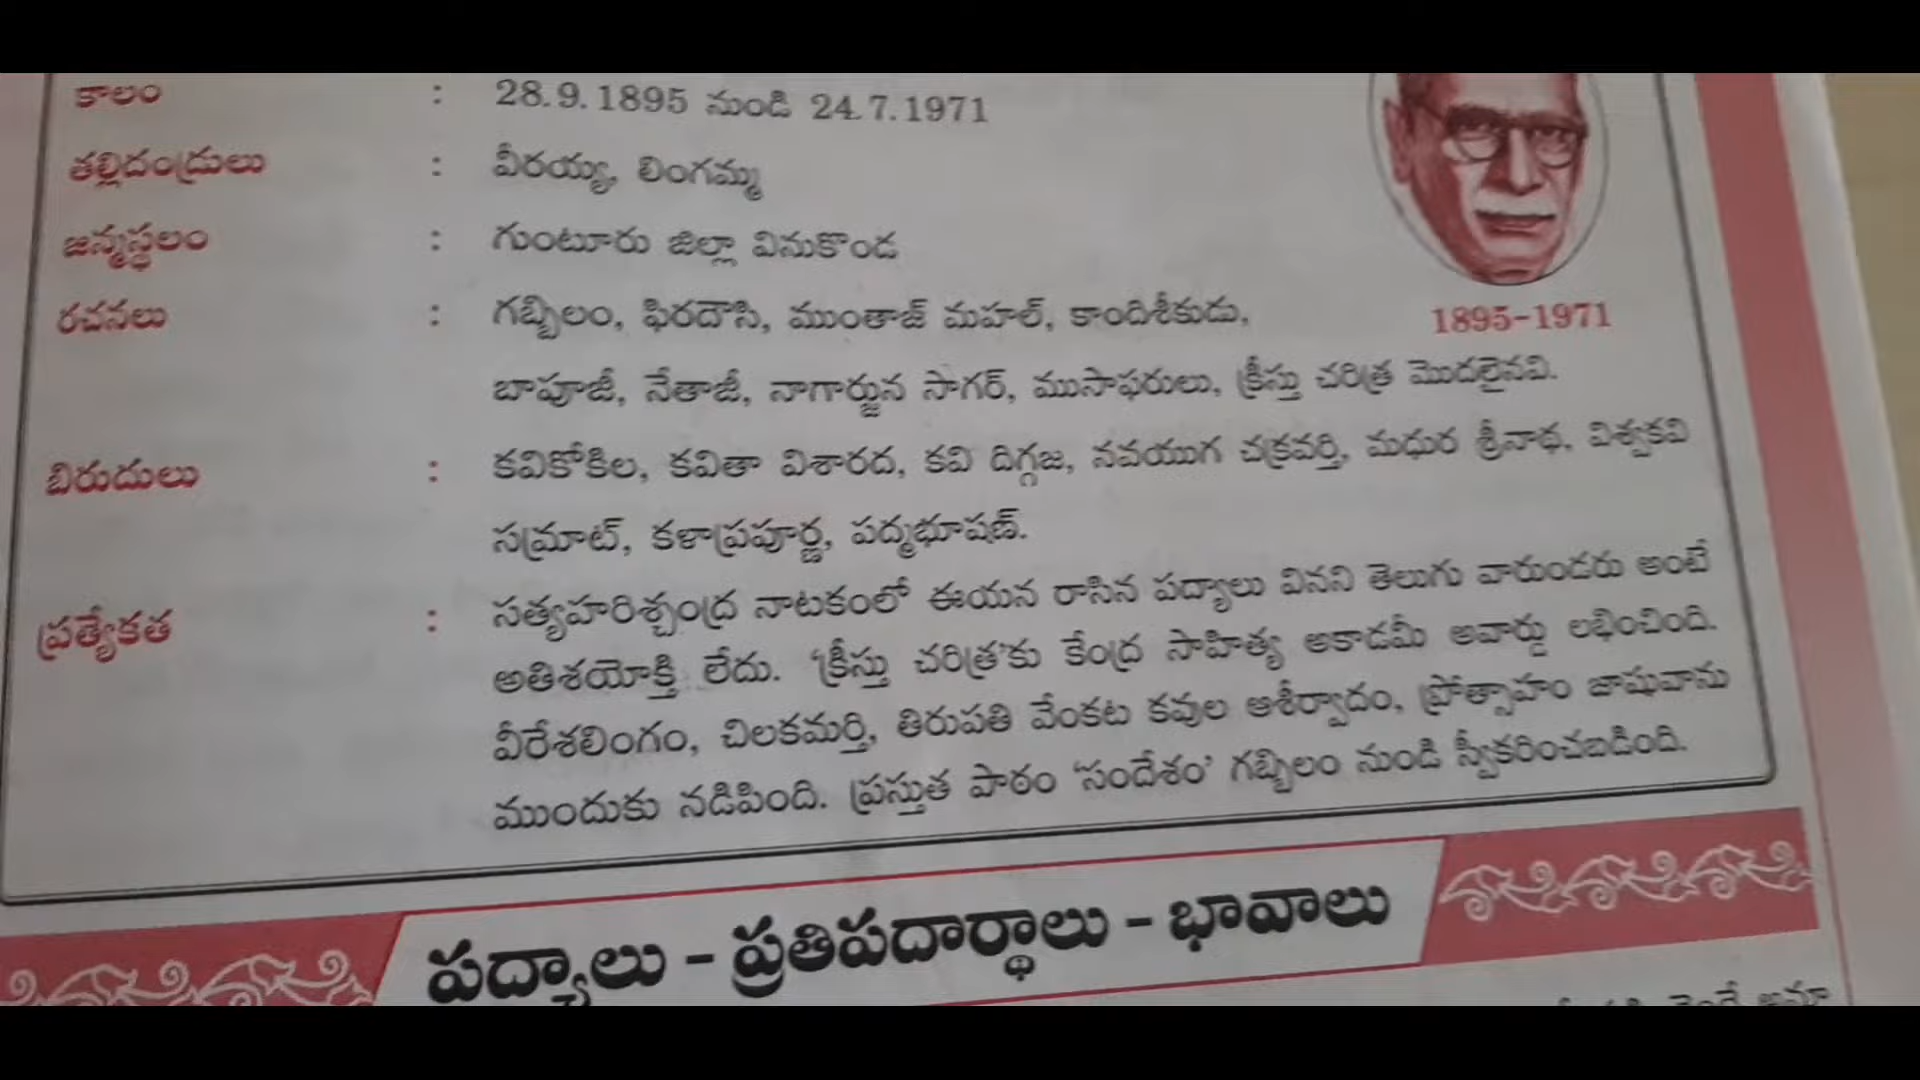 కాలం : 28.9.1895 నుండి 24.7.1971
తల్లిదండ్రులు : వీరయ్య, లింగమ్మ
జన్మస్థలం : గుంటూరు జిల్లా వినుకొండ
రచనలు : గబ్బిలం, ఫిరదౌసి, ముంతాజ్ మహల్, కాందిశీకుడు,
1895-1971
బాపూజీ, నేతాజీ, నాగార్జున సాగర్, ముసాఫరులు, క్రీస్తు చరిత్ర మొదలైనవి.
బిరుదులు : కవికోకిల, కవితా విశారద, కవి దిగ్గజ, నవయుగ చక్రవర్తి, మధుర శ్రీనాథ, విశ్వకవి
సమ్రాట్, కళాప్రపూర్ణ, పద్మభూషణ్.
ప్రత్యేకత : సత్యహరిశ్చంద్ర నాటకంలో ఈయన రాసిన పద్యాలు వినని తెలుగు వారుండరు అంటే
అతిశయోక్తి లేదు. 'క్రీస్తు చరిత్ర'కు కేంద్ర సాహిత్య అకాడమీ అవార్డు లభించింది.
వీరేశలింగం, చిలకమర్తి, తిరుపతి వేంకట కవుల ఆశీర్వాదం, ప్రోత్సాహం జాషువాను
ముందుకు నడిపింది. ప్రస్తుత పాఠం 'సందేశం' గబ్బిలం నుండి స్వీకరించబడింది.
పద్యాలు - ప్రతిపదార్థాలు - భావాలు